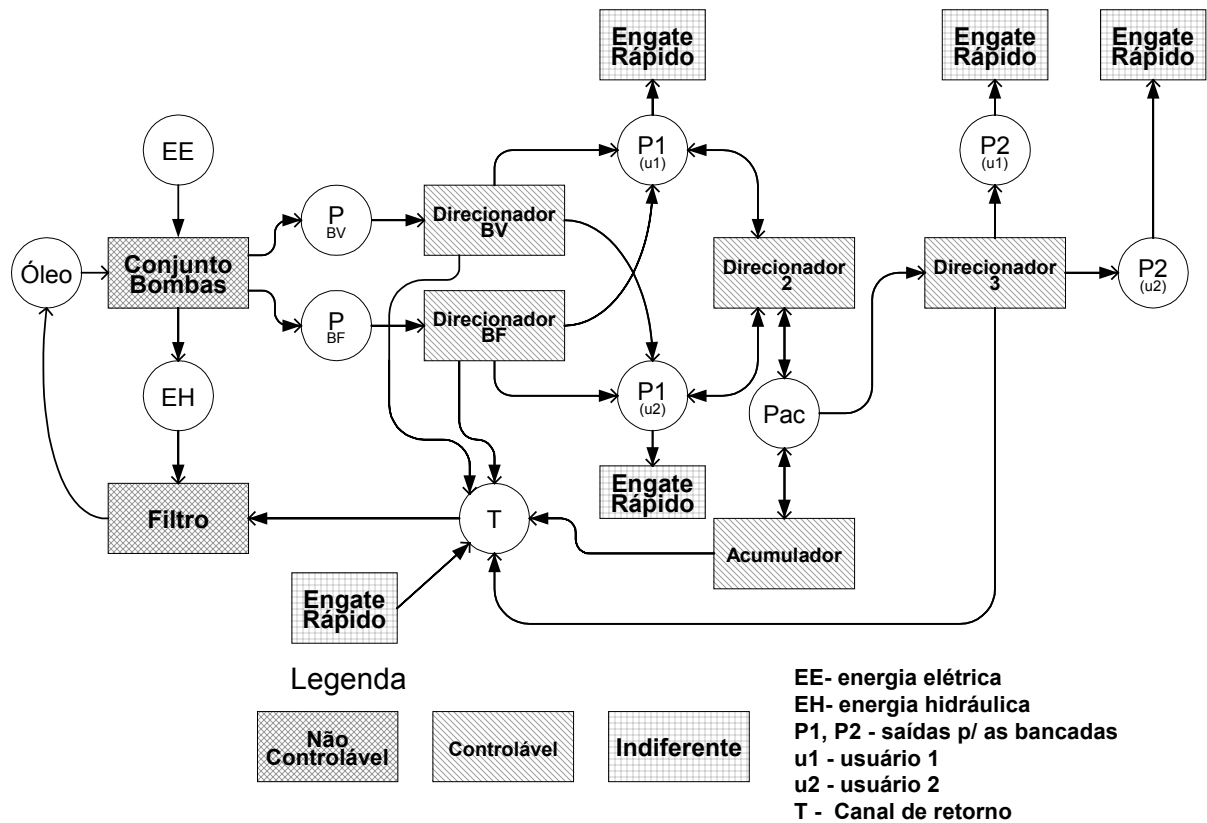 Engate
Rápido
Engate
Rápido
Engate
Rápido
EE
P1
(u1)
P2
(u1)
P
BV
Direcionador
BV
Óleo
Conjunto
Bombas
Direcionador
2
Direcionador
3
P2
(u2)
P
BF
Direcionador
BF
EH
P1
(u2)
Pac
Engate
Rápido
Filtro
T
Acumulador
Engate
Rápido
Legenda
Não
Controlável
Controlável
Indiferente
EE- energia elétrica
EH- energia hidráulica
P1, P2 - saídas p/ as bancadas
u1 - usuário 1
u2 - usuário 2
T - Canal de retorno